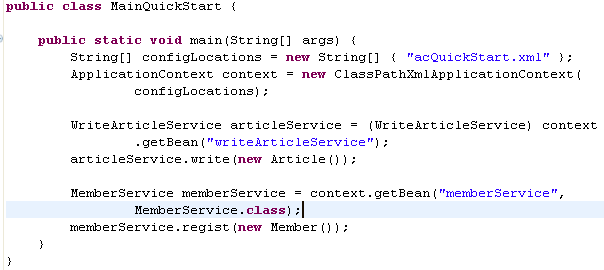 public class MainQuickStart {
public static void main(String[] args) {
String[] configLocations = new String[] { "acQuickStart.xml" };
ApplicationContext context = new ClassPathXmlApplicationContext(
configLocations);
WriteArticleService articleService = (WriteArticleService) context
.getBean("writeArticleService");
articleService.write(new Article());
MemberService memberService = context.getBean("memberService",
MemberService.class);
memberService.regist(new Member());
}
}